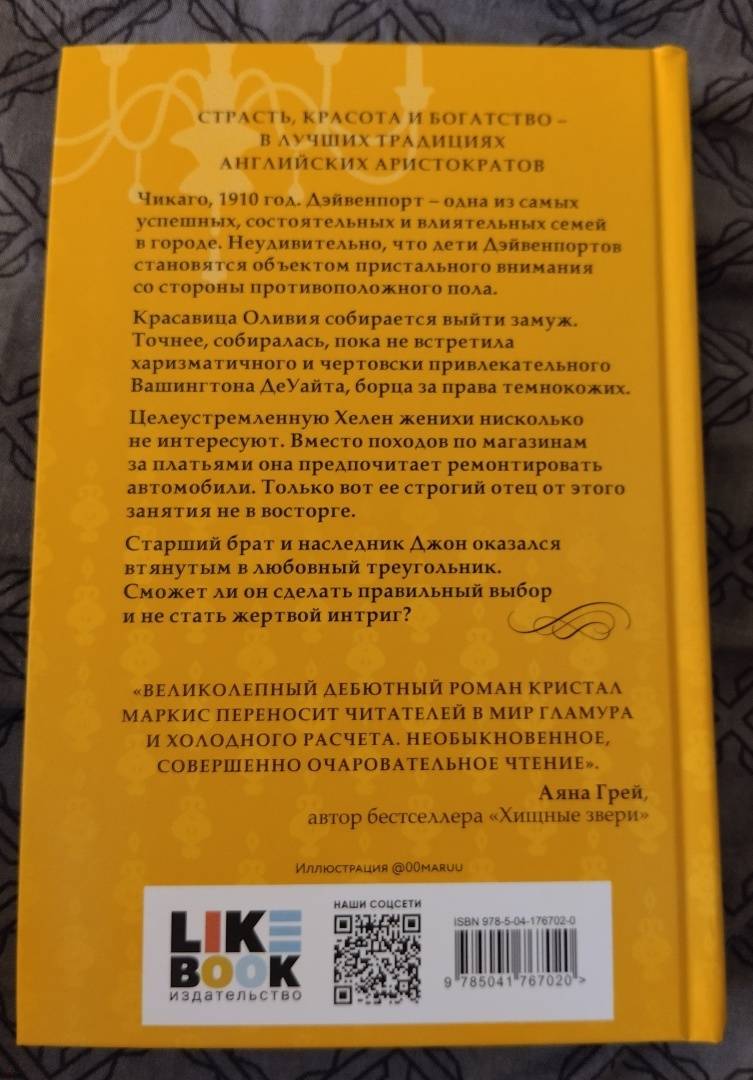 СТРАСТЬ, КРАСОТА И БОГАТСТВО –
В ЛУЧШИХ ТРАДИЦИЯХ
АНГЛИЙСКИХ АРИСТОКРАТОВ
Чикаго, 1910 год. Дэйвенпорт – одна из самых
успешных, состоятельных и влиятельных семей
в городе. Неудивительно, что дети Дэйвенпортов
становятся объектом пристального внимания
со стороны противоположного пола.
Красавица Оливия собирается выйти замуж.
Точнее, собиралась, пока не встретила
харизматичного и чертовски привлекательного
Вашингтона ДеУайта, борца за права темнокожих.
Целеустремленную Хелен женихи нисколько
не интересуют. Вместо походов по магазинам
за платьями она предпочитает ремонтировать
автомобили. Только вот ее строгий отец от этого
занятия не в восторге.
Старший брат и наследник Джон оказался
втянутым в любовный треугольник.
Сможет ли он сделать правильный выбор
и не стать жертвой интриг?
«ВЕЛИКОЛЕПНЫЙ ДЕБЮТНЫЙ РОМАН КРИСТАЛ
МАРКИС ПЕРЕНОСИТ ЧИТАТЕЛЕЙ В МИР ГЛАМУРА
И ХОЛОДНОГО РАСЧЕТА. НЕОБЫКНОВЕННОЕ,
СОВЕРШЕННО ОЧАРОВАТЕЛЬНОЕ ЧТЕНИЕ».
Аяна Грей,
автор бестселлера «Хищные звери»
ИЛЛЮСТРАЦИЯ @00MARUU
LIKE
BOOK
издательство
НАШИ СОЦСЕТИ
ISBN 978-5-04-176702-0
9 785041 767020 >